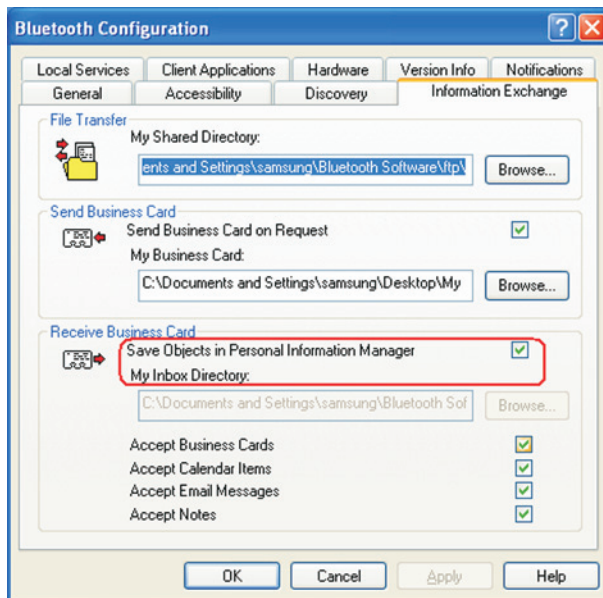 Bluetooth Configuration
Local Services Client Applications Hardware Version Info Notifications
General Accessibility Discovery Information Exchange
File Transfer
My Shared Directory:
ents and Settings\samsung\Bluetooth Software\ftp\ Browse...
Send Business Card
Send Business Card on Request
My Business Card:
C:\Documents and Settings\samsung\Desktop\My Browse...
Receive Business Card
Save Objects in Personal Information Manager
My Inbox Directory:
C:\Documents and Settings\samsung\Bluetooth Sof Browse...
Accept Business Cards
Accept Calendar Items
Accept Email Messages
Accept Notes
OK Cancel Apply Help